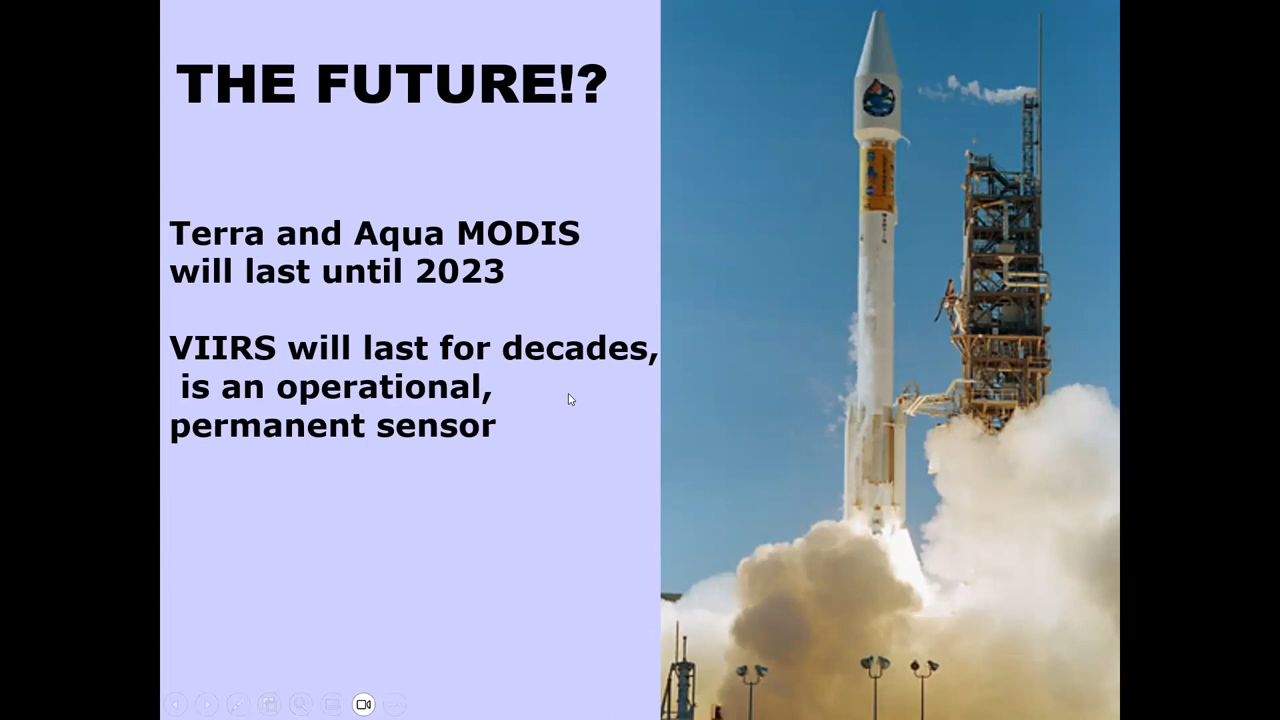 THE FUTURE!?
Terra and Aqua MODIS
will last until 2023
VIIRS will last for decades,
is an operational,
permanent sensor